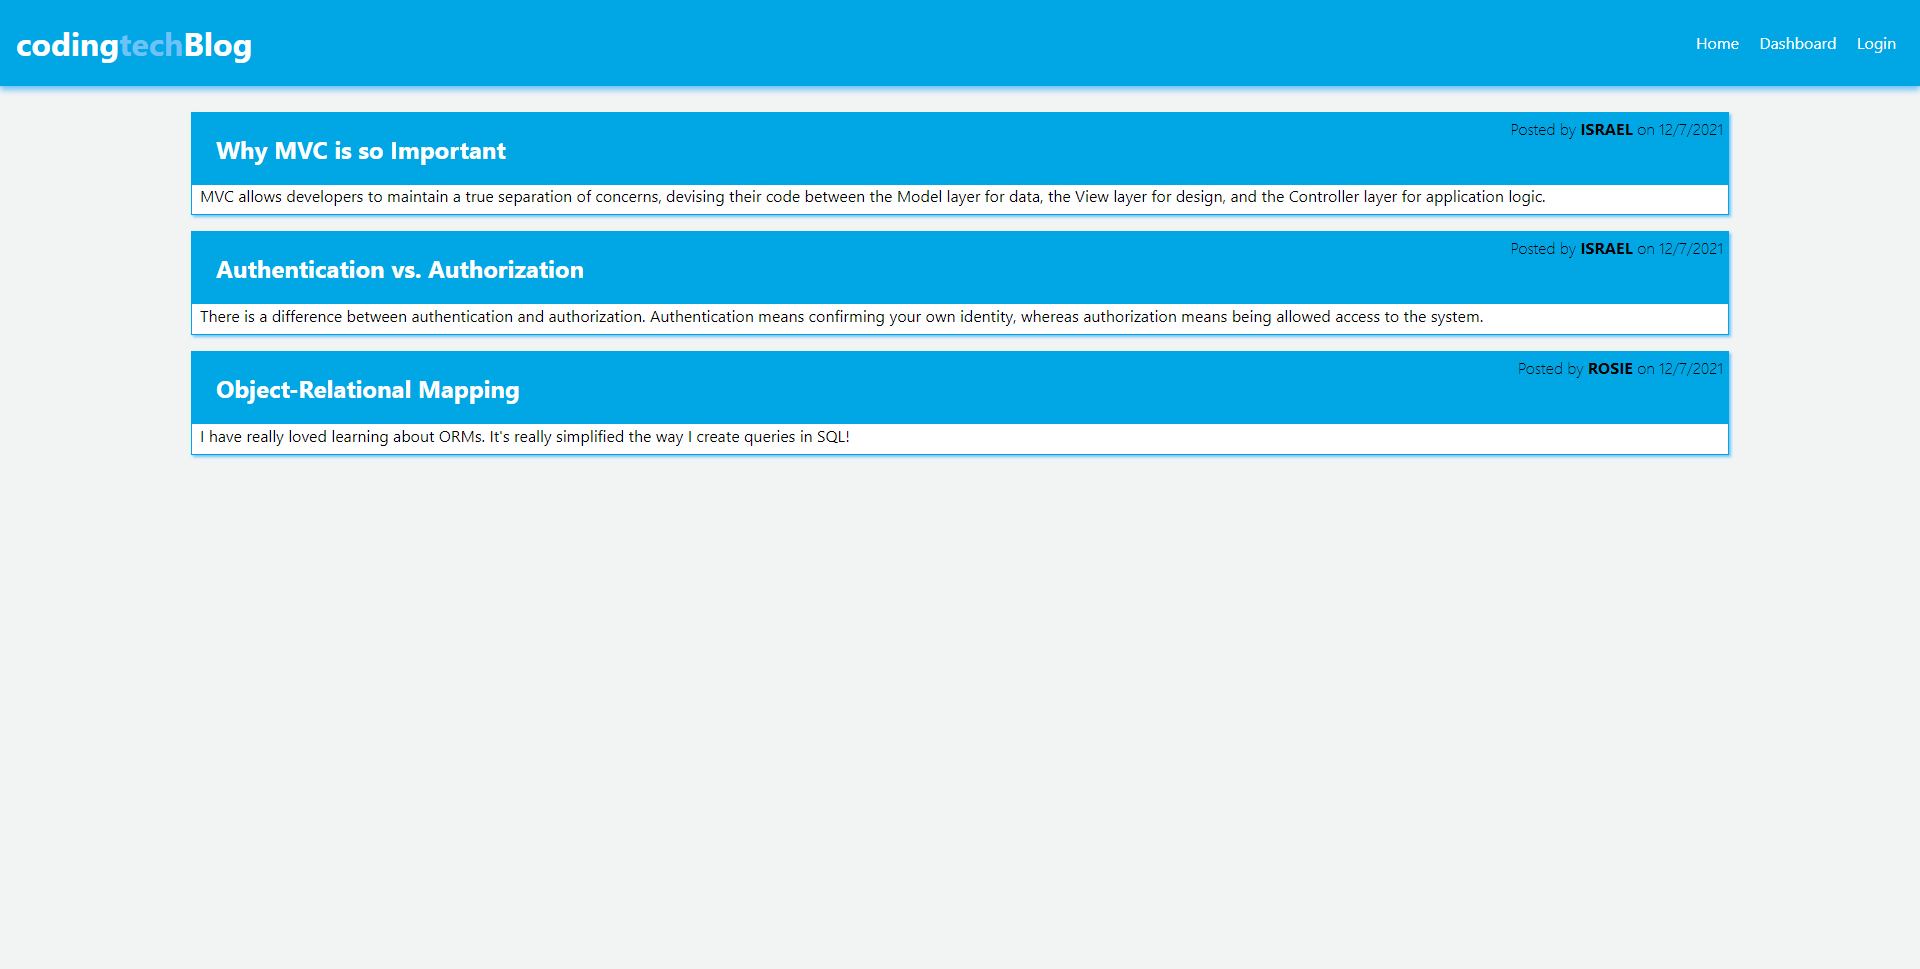 codingtechBlog
Home Dashboard Login
Posted by ISRAEL on 12/7/2021
Why MVC is so Important
MVC allows developers to maintain a true separation of concerns, devising their code between the Model layer for data, the View layer for design, and the Controller layer for application logic.
Posted by ISRAEL on 12/7/2021
Authentication vs. Authorization
There is a difference between authentication and authorization. Authentication means confirming your own identity, whereas authorization means being allowed access to the system.
Posted by ROSIE on 12/7/2021
Object-Relational Mapping
I have really loved learning about ORMs. It's really simplified the way I create queries in SQL!